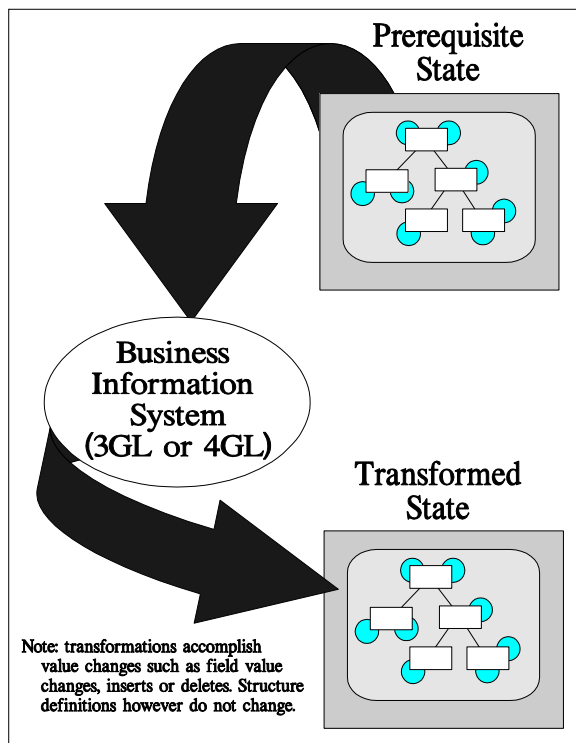 Prerequisite
State
Business
Information
System
(3GL or 4GL)
Transformed
State
Note: transformations accomplish
value changes such as field value
changes, inserts or deletes. Structure
definitions however do not change.